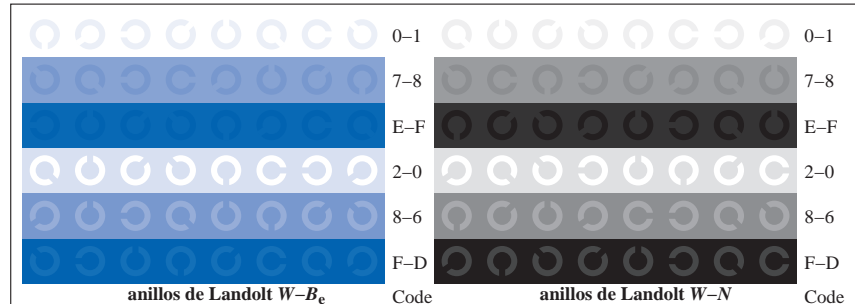 0–1 0–1
7–8 7–8
E–F E–F
2–0 2–0
8–6 8–6
F–D F–D
anillos de Landolt W–Be Code anillos de Landolt W–N Code